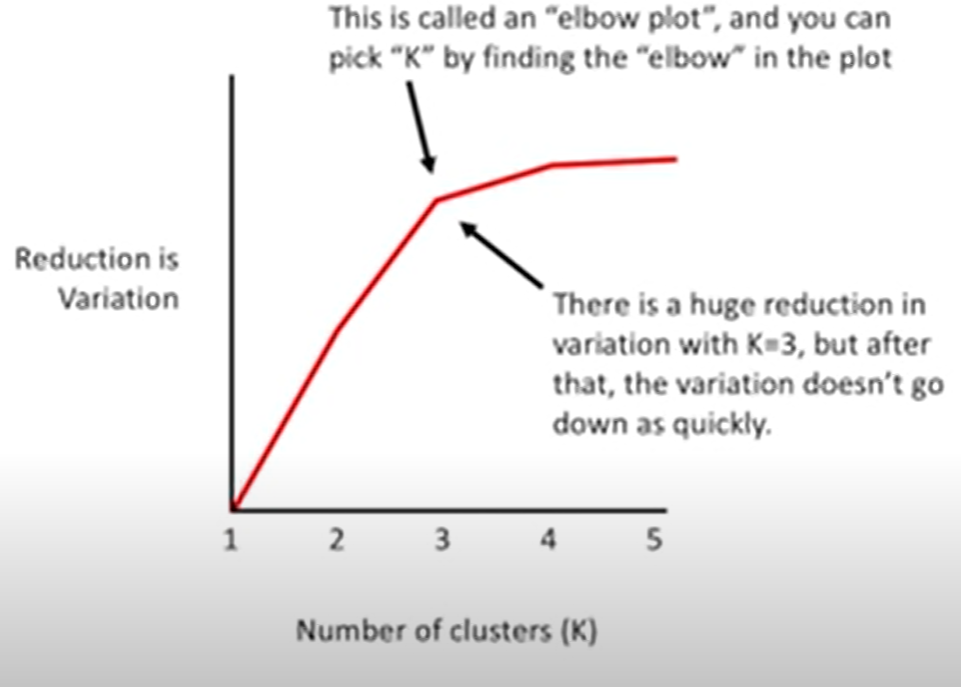 This is called an “elbow plot”, and you can
pick “K” by finding the “elbow” in the plot
Reduction is
Variation
There is a huge reduction in
variation with K=3, but after
that, the variation doesn’t go
down as quickly.
1 2 3 4 5
Number of clusters (K)